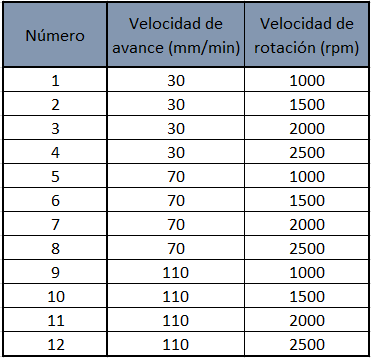 Número Velocidad de avance (mm/min) Velocidad de rotación (rpm)
1 30 1000
2 30 1500
3 30 2000
4 30 2500
5 70 1000
6 70 1500
7 70 2000
8 70 2500
9 110 1000
10 110 1500
11 110 2000
12 110 2500